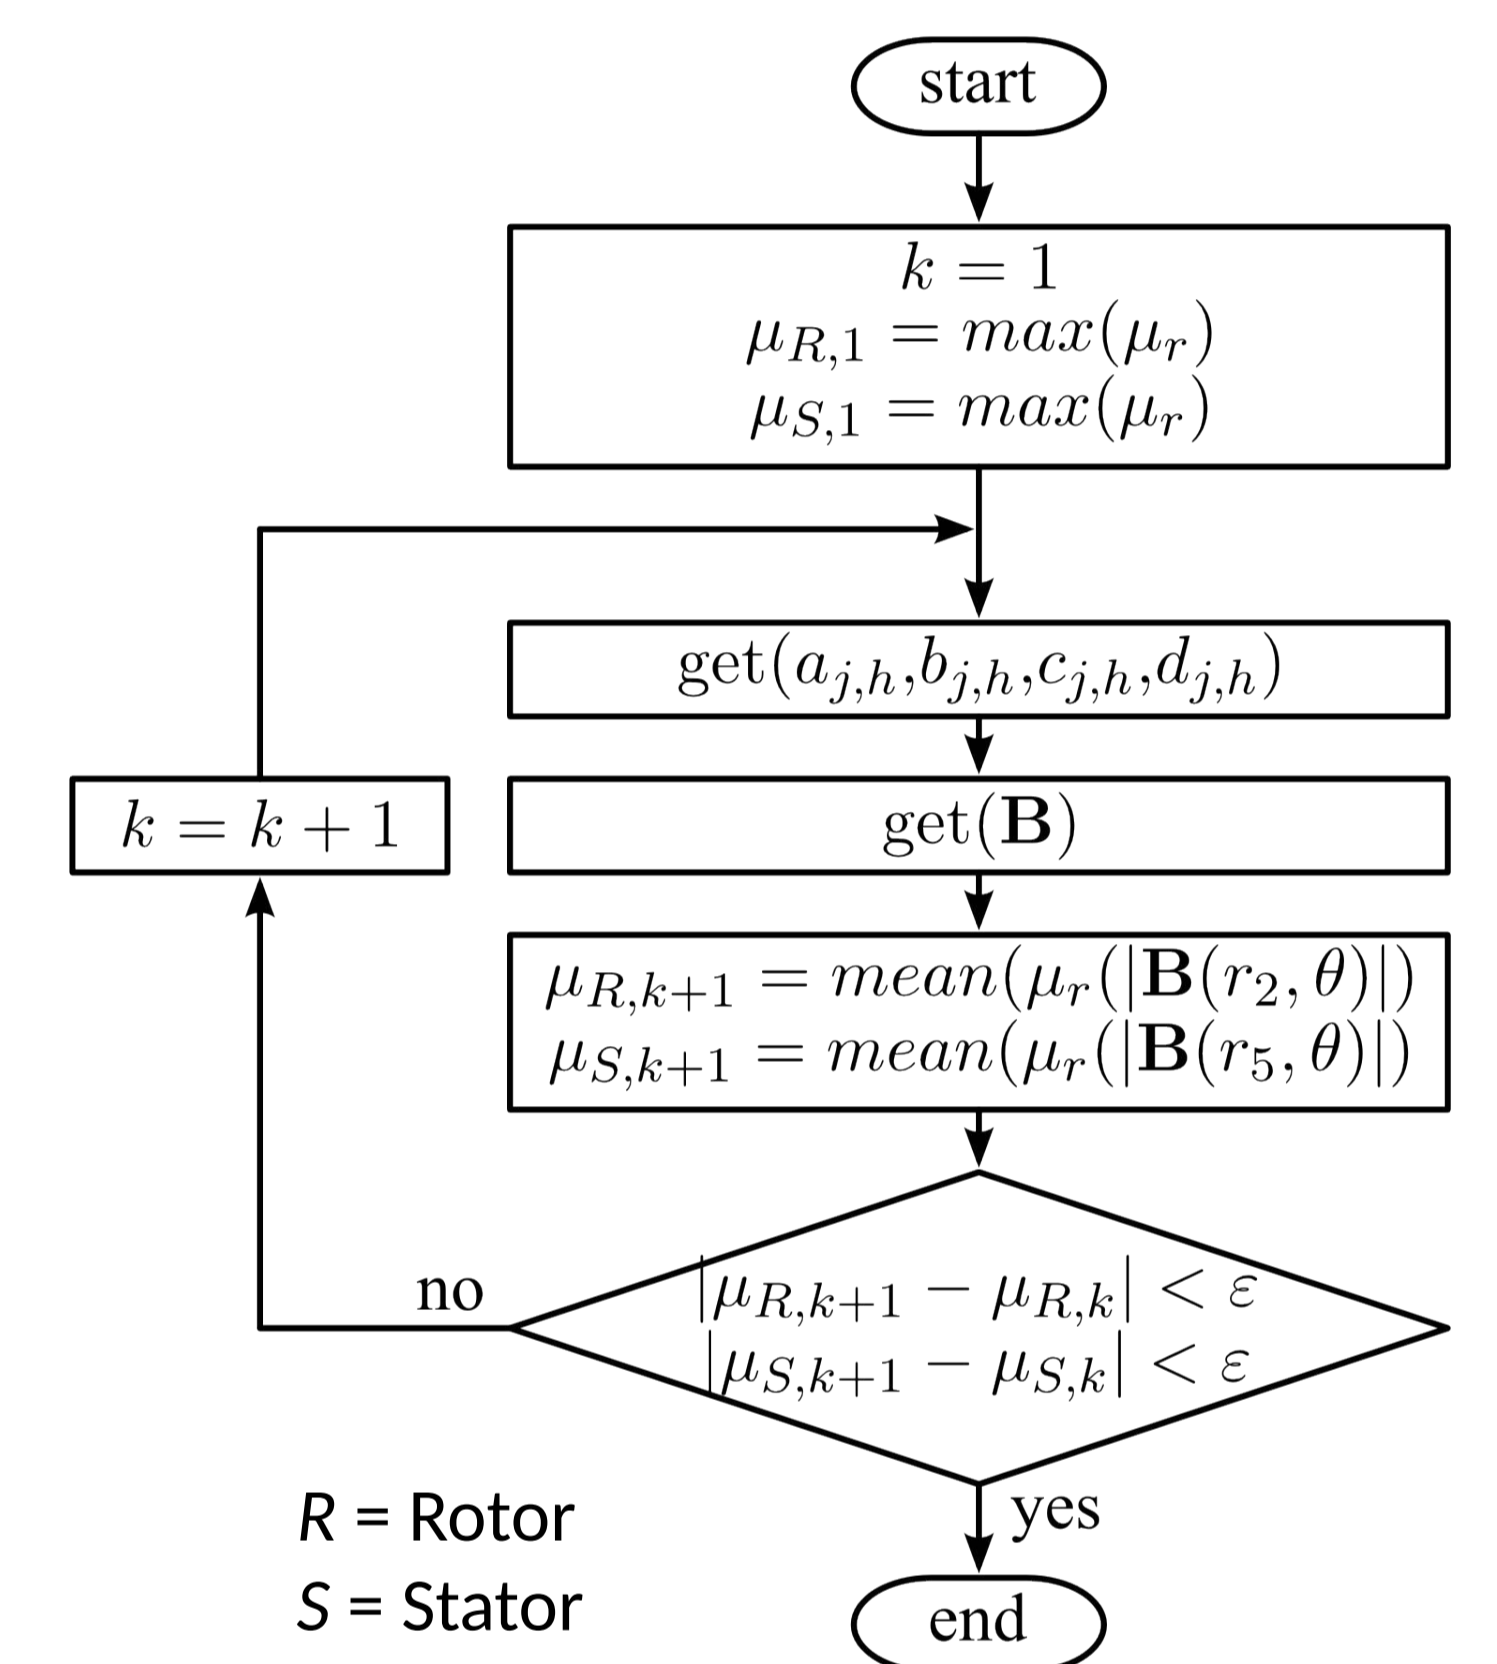 start
k = 1
μ_{R,1} = max(μ_r)
μ_{S,1} = max(μ_r)
get(a_{j,h},b_{j,h},c_{j,h},d_{j,h})
k = k + 1
get(B)
μ_{R,k+1} = mean(μ_r(|B(r_2, θ)|)
μ_{S,k+1} = mean(μ_r(|B(r_5, θ)|)
no
|μ_{R,k+1} − μ_{R,k}| < ε
|μ_{S,k+1} − μ_{S,k}| < ε
yes
R = Rotor
S = Stator
end